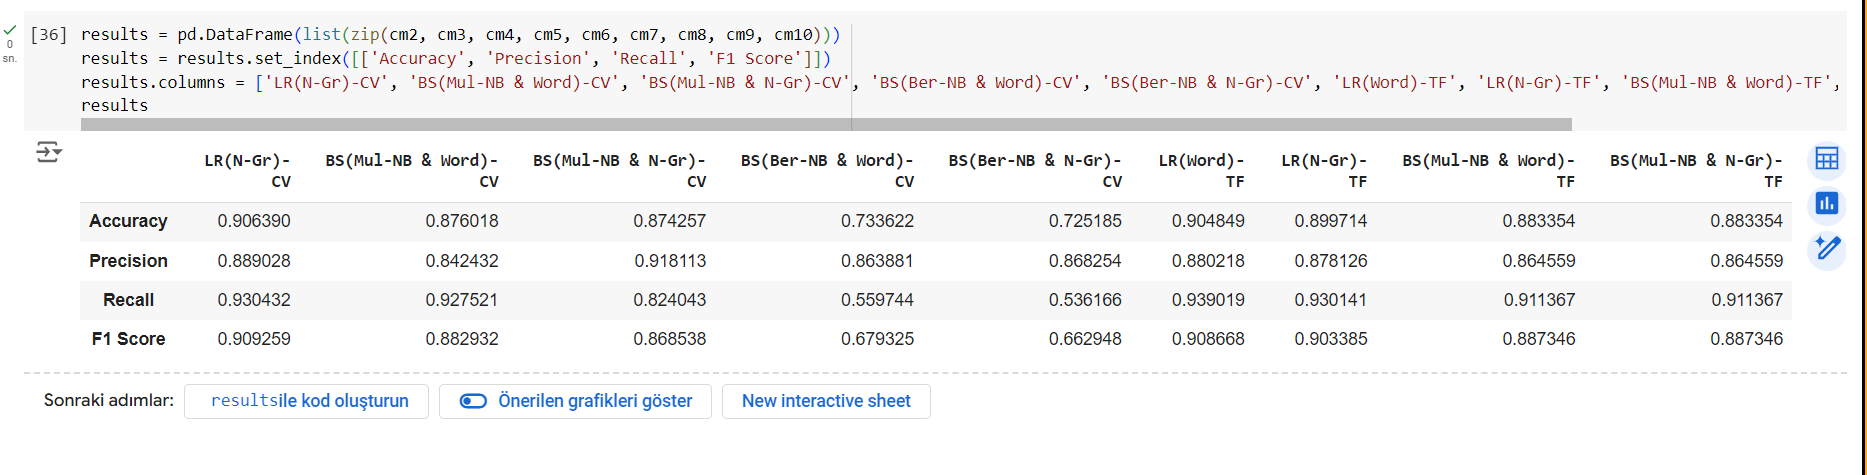 [36] results = pd.DataFrame(list(zip(cm2, cm3, cm4, cm5, cm6, cm7, cm8, cm9, cm10)))
0
sn.
results = results.set_index([['Accuracy', 'Precision', 'Recall', 'F1 Score']])
results.columns = ['LR(N-Gr)-CV', 'BS(Mul-NB & Word)-CV', 'BS(Mul-NB & N-Gr)-CV', 'BS(Ber-NB & Word)-CV', 'BS(Ber-NB & N-Gr)-CV', 'LR(Word)-TF', 'LR(N-Gr)-TF', 'BS(Mul-NB & Word)-TF',
results
LR(N-Gr)- BS(Mul-NB & Word)- BS(Mul-NB & N-Gr)- BS(Ber-NB & Word)- BS(Ber-NB & N-Gr)- LR(Word)- LR(N-Gr)- BS(Mul-NB & Word)- BS(Mul-NB & N-Gr)-
CV CV CV CV CV TF TF TF TF
Accuracy 0.906390 0.876018 0.874257 0.733622 0.725185 0.904849 0.899714 0.883354 0.883354
Precision 0.889028 0.842432 0.918113 0.863881 0.868254 0.880218 0.878126 0.864559 0.864559
Recall 0.930432 0.927521 0.824043 0.559744 0.536166 0.939019 0.930141 0.911367 0.911367
F1 Score 0.909259 0.882932 0.868538 0.679325 0.662948 0.908668 0.903385 0.887346 0.887346
Sonraki adımlar: resultsile kod oluşturun Önerilen grafikleri göster New interactive sheet